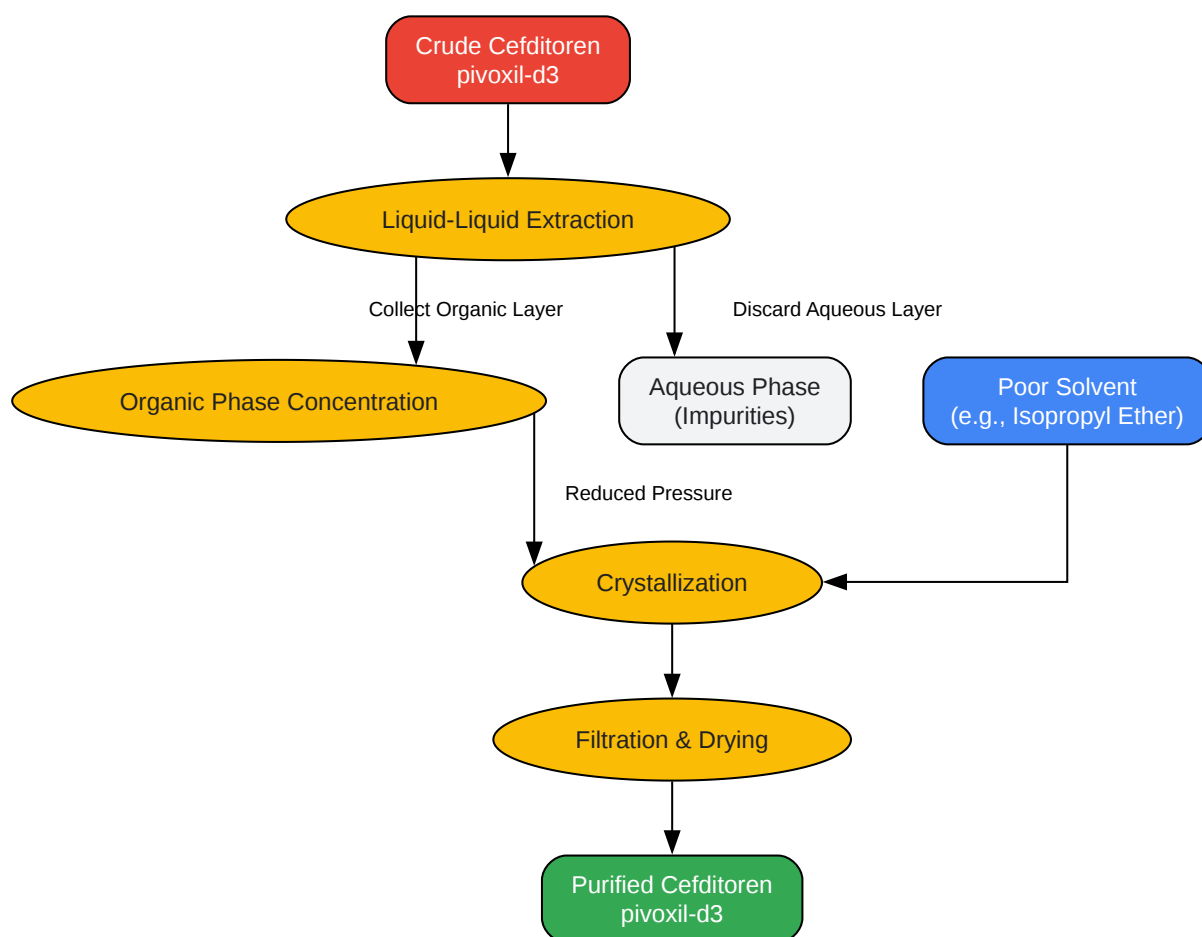 Crude Cefditoren
pivoxil-d3
Liquid-Liquid Extraction
Collect Organic Layer
Discard Aqueous Layer
Organic Phase Concentration
Aqueous Phase
(Impurities)
Poor Solvent
(e.g., Isopropyl Ether)
Reduced Pressure
Crystallization
Filtration & Drying
Purified Cefditoren
pivoxil-d3